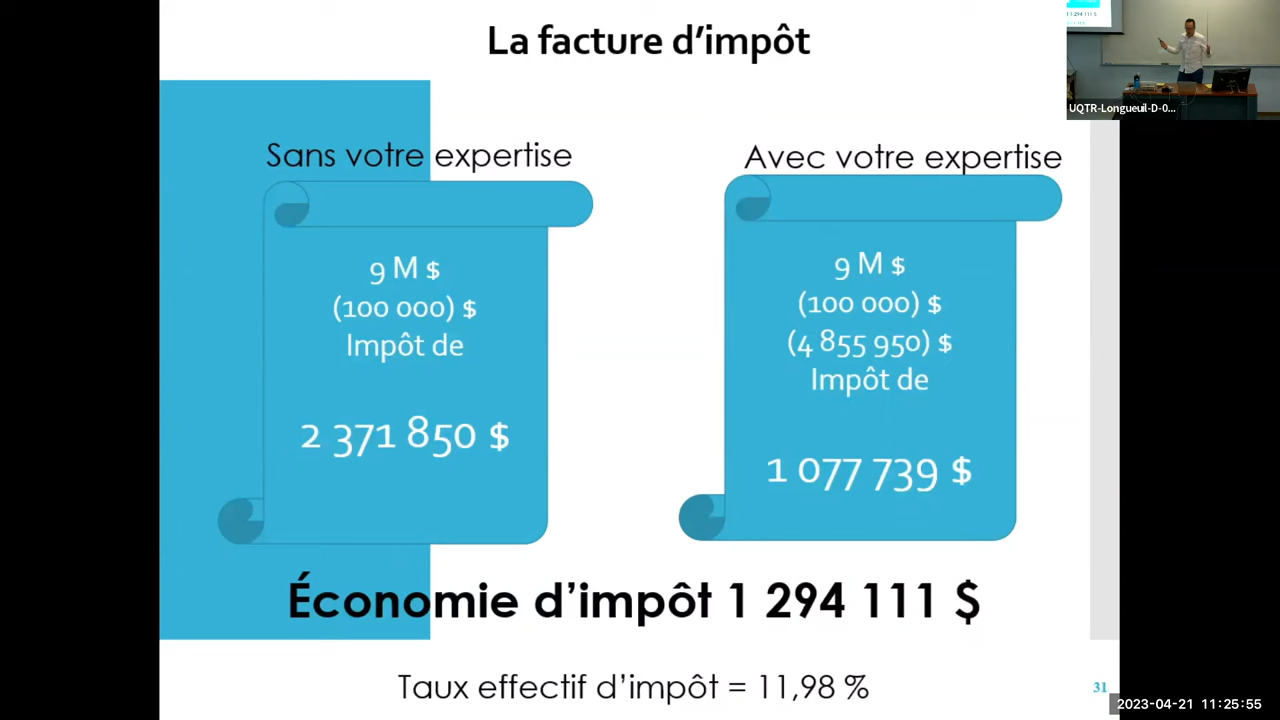 La facture d’impôt
Sans votre expertise
9 M $
(100 000) $
Impôt de
2 371 850 $
Avec votre expertise
9 M $
(100 000) $
(4 855 950) $
Impôt de
1 077 739 $
Économie d’impôt 1 294 111 $
Taux effectif d’impôt = 11,98 %
31
UQTR-Longueuil-D-0...
2023-04-21 11:25:55